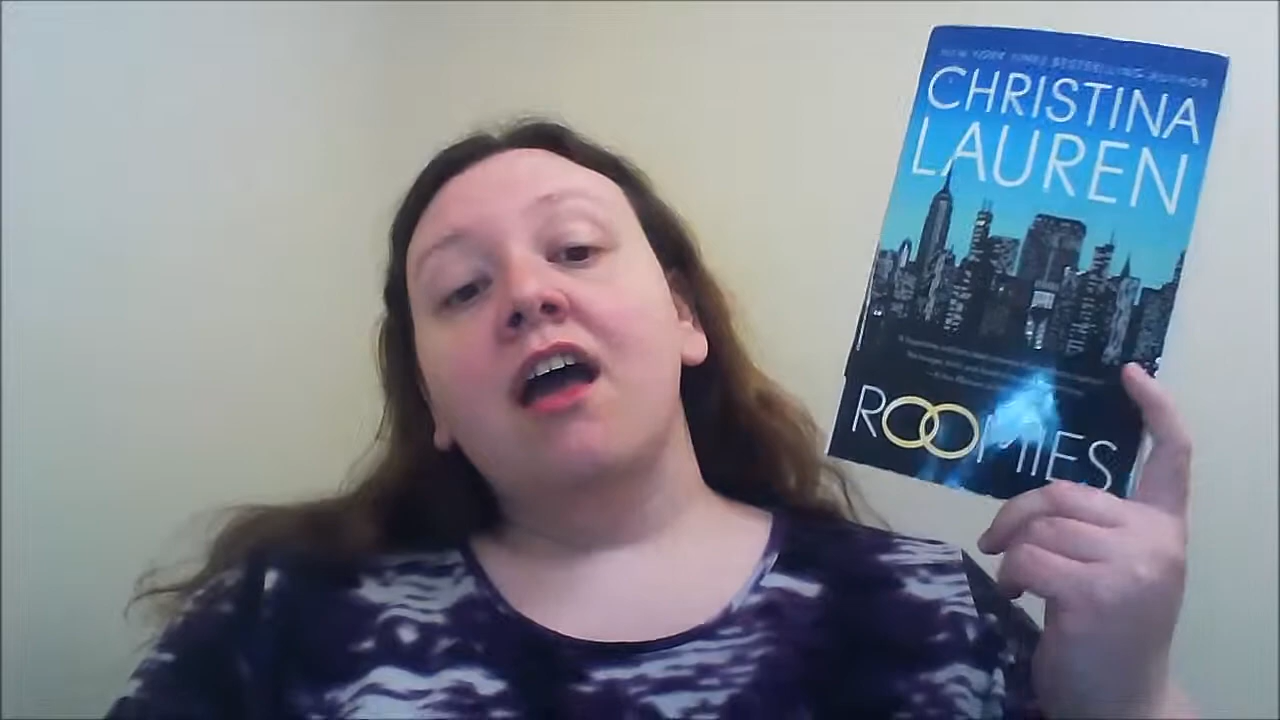 NEW YORK TIMES BESTSELLING AUTHOR
CHRISTINA
LAUREN
ROOMIES